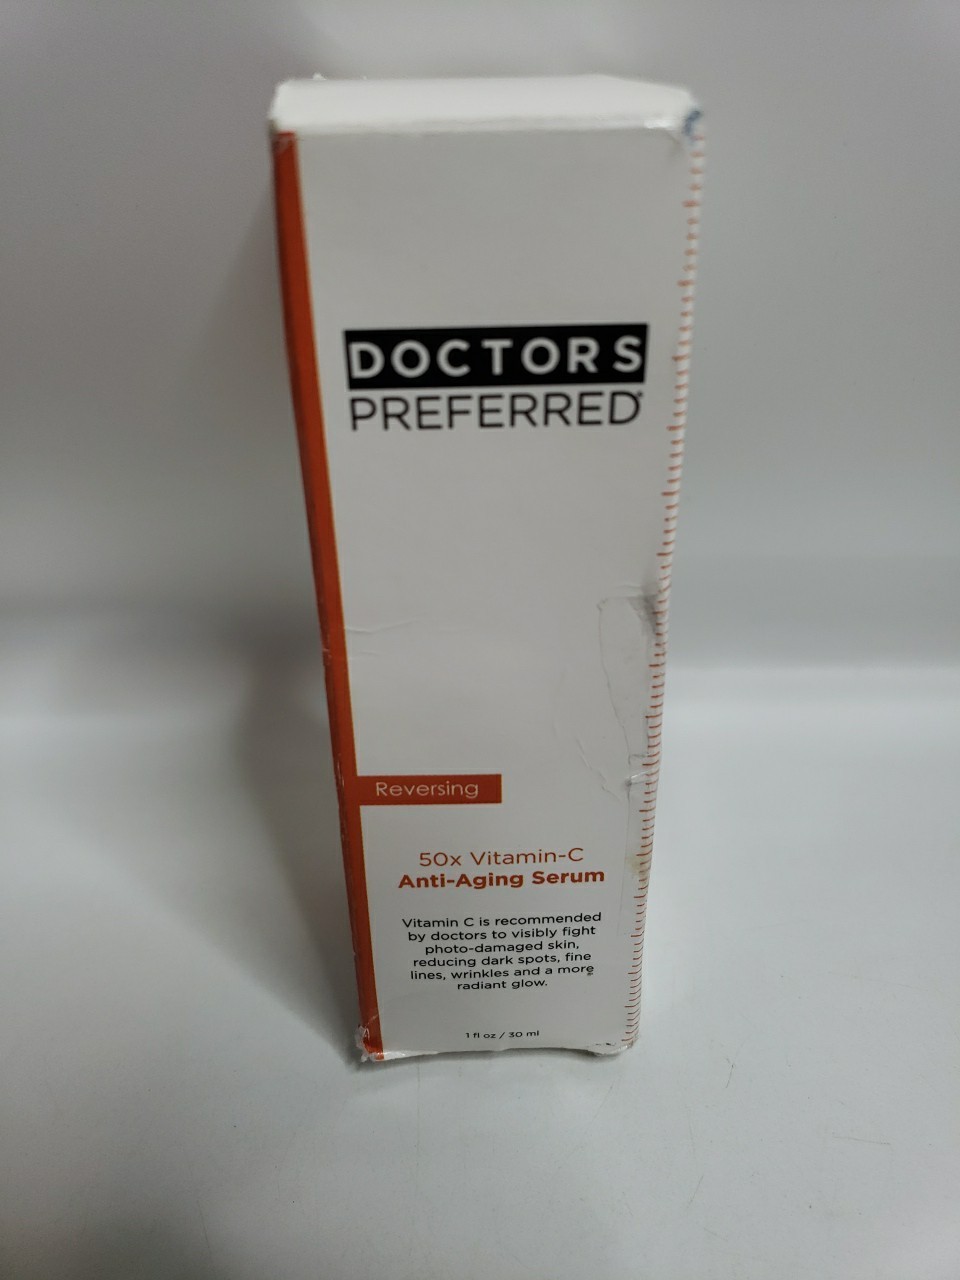 DOCTORS
PREFERRED
Reversing
50x Vitamin-C
Anti-Aging Serum
Vitamin C is recommended
by doctors to visibly fight
photo-damaged skin,
reducing dark spots, fine
lines, wrinkles and a more
radiant glow.
1 fl oz / 30 ml